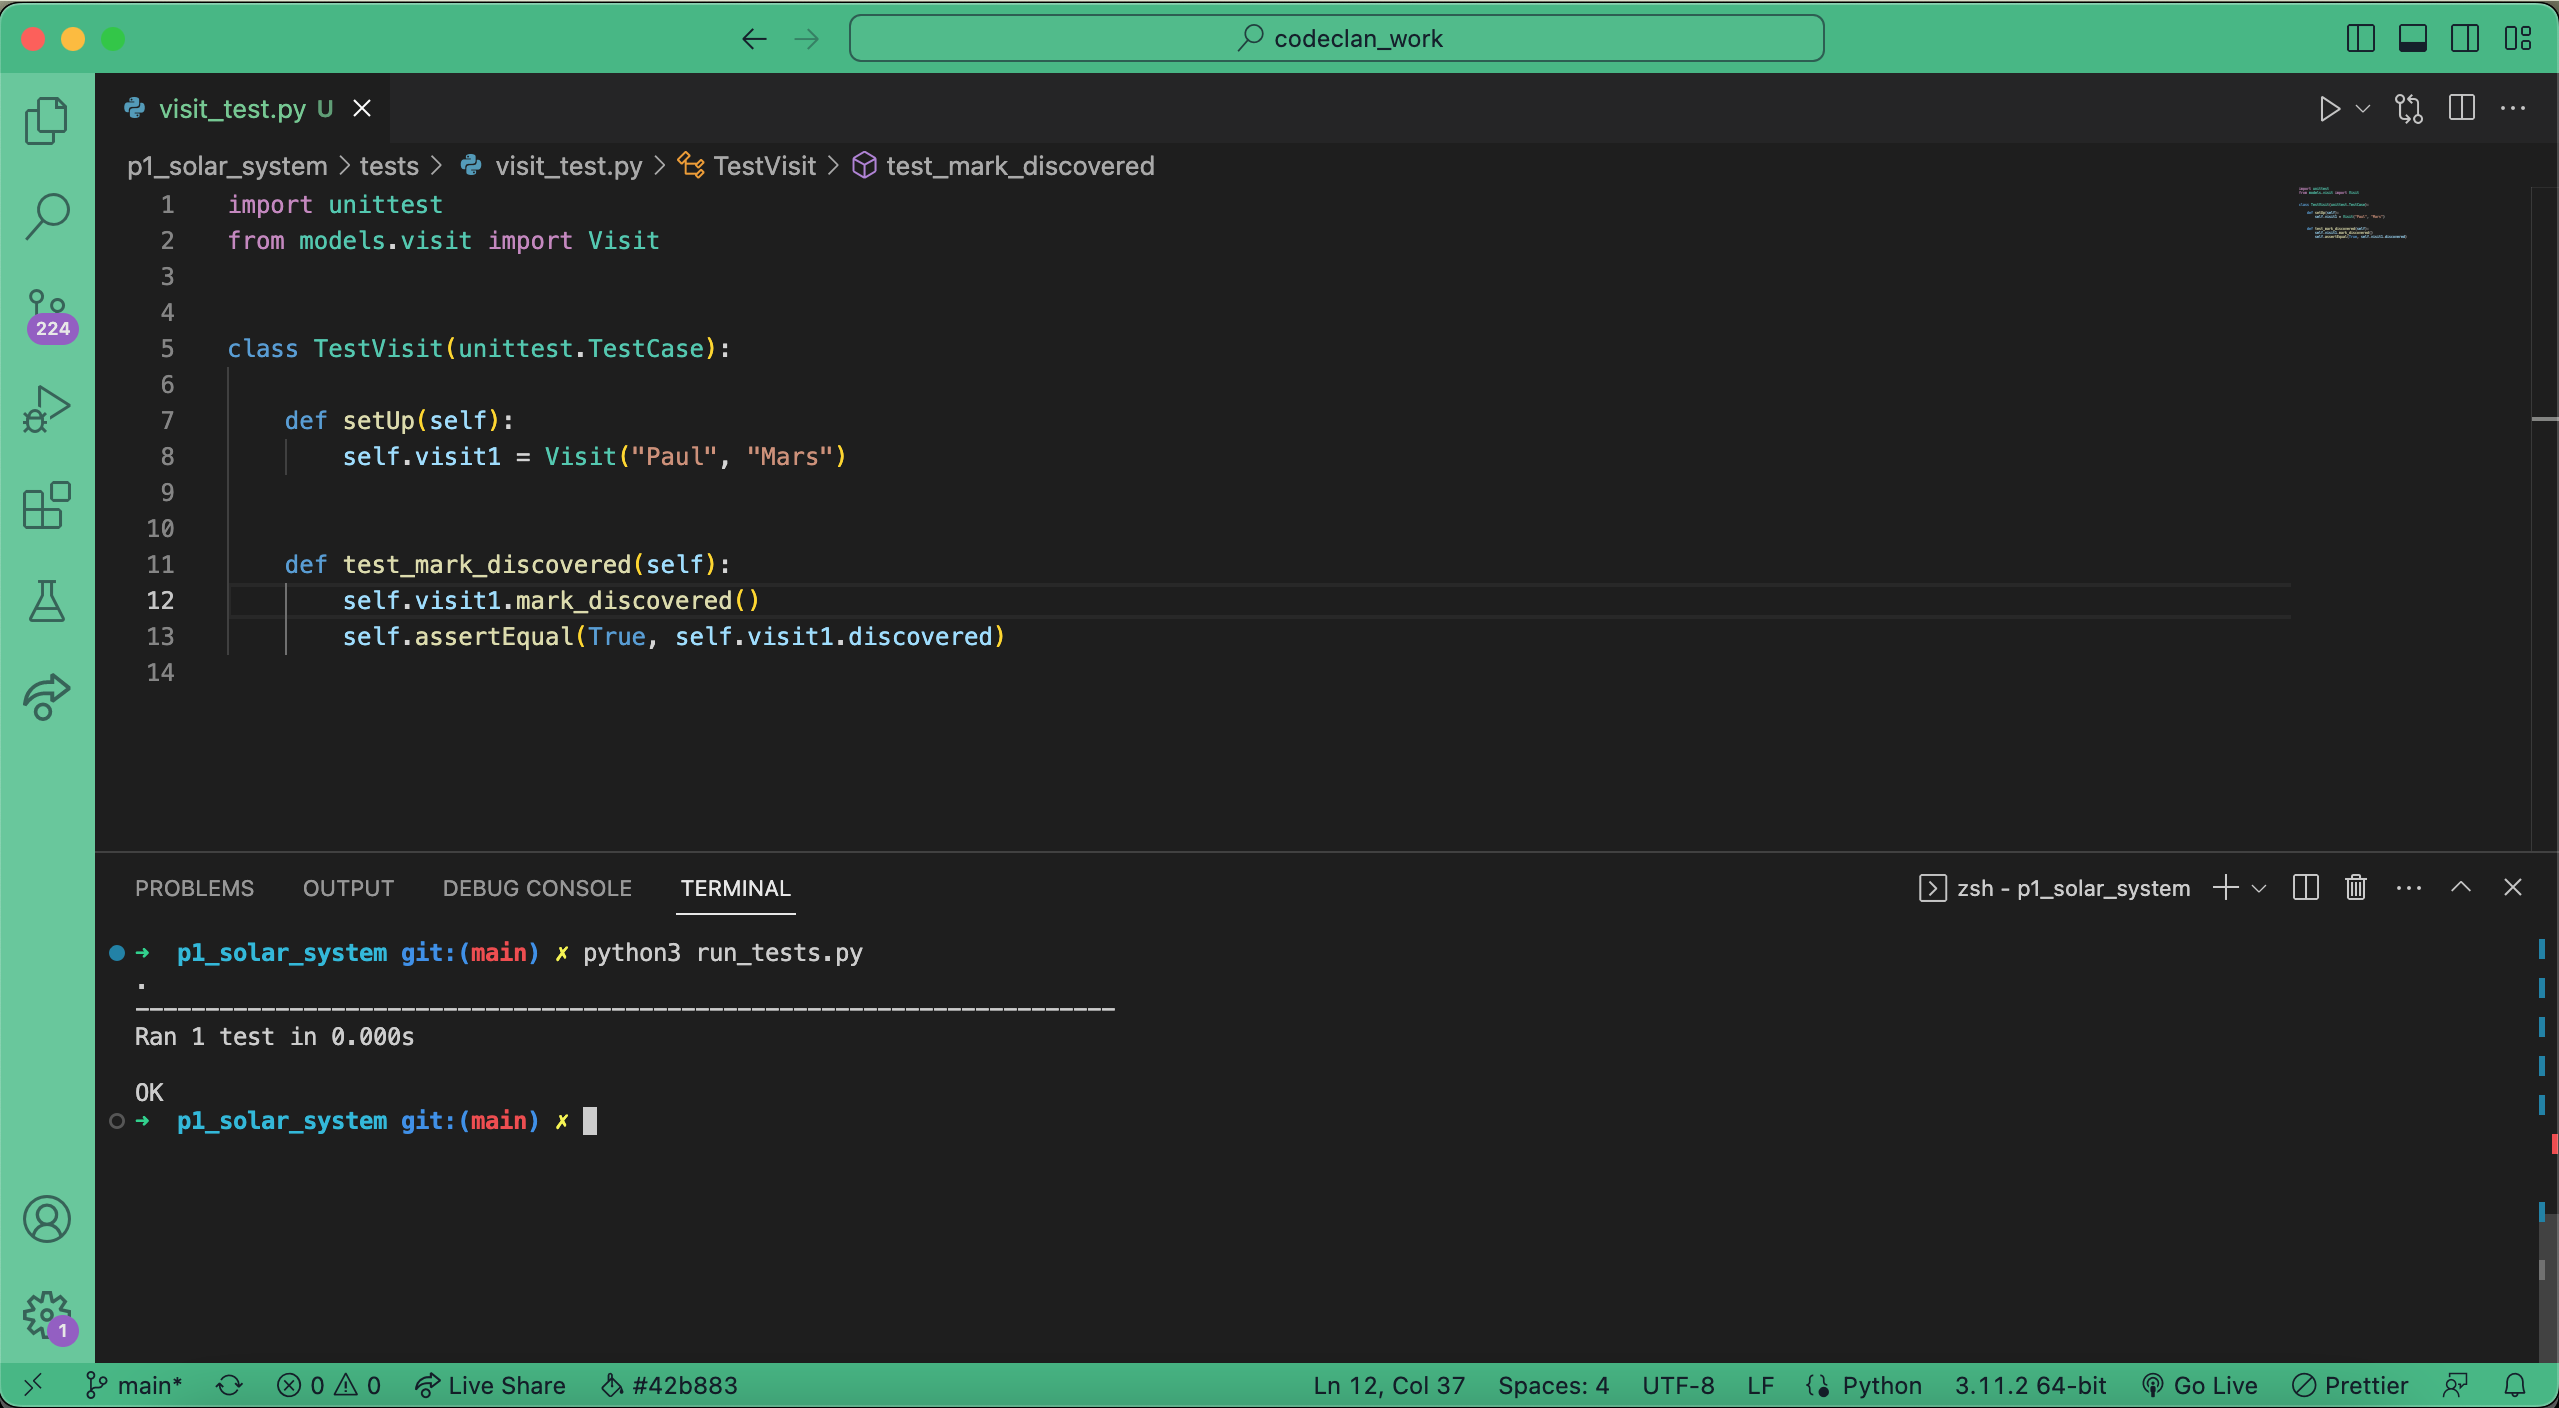 codeclan_work
visit_test.py U
p1_solar_system > tests > visit_test.py > TestVisit > test_mark_discovered
1 import unittest
2 from models.visit import Visit
3
4
5 class TestVisit(unittest.TestCase):
6
7 def setUp(self):
8 self.visit1 = Visit("Paul", "Mars")
9
10
11 def test_mark_discovered(self):
12 self.visit1.mark_discovered()
13 self.assertEqual(True, self.visit1.discovered)
14
224
PROBLEMS OUTPUT DEBUG CONSOLE TERMINAL zsh - p1_solar_system
➜ p1_solar_system git:(main) ✗ python3 run_tests.py
.
----------------------------------------------------------------------
Ran 1 test in 0.000s
OK
➜ p1_solar_system git:(main) ✗
1
main* 0 0 Live Share #42b883 Ln 12, Col 37 Spaces: 4 UTF-8 LF Python 3.11.2 64-bit Go Live Prettier